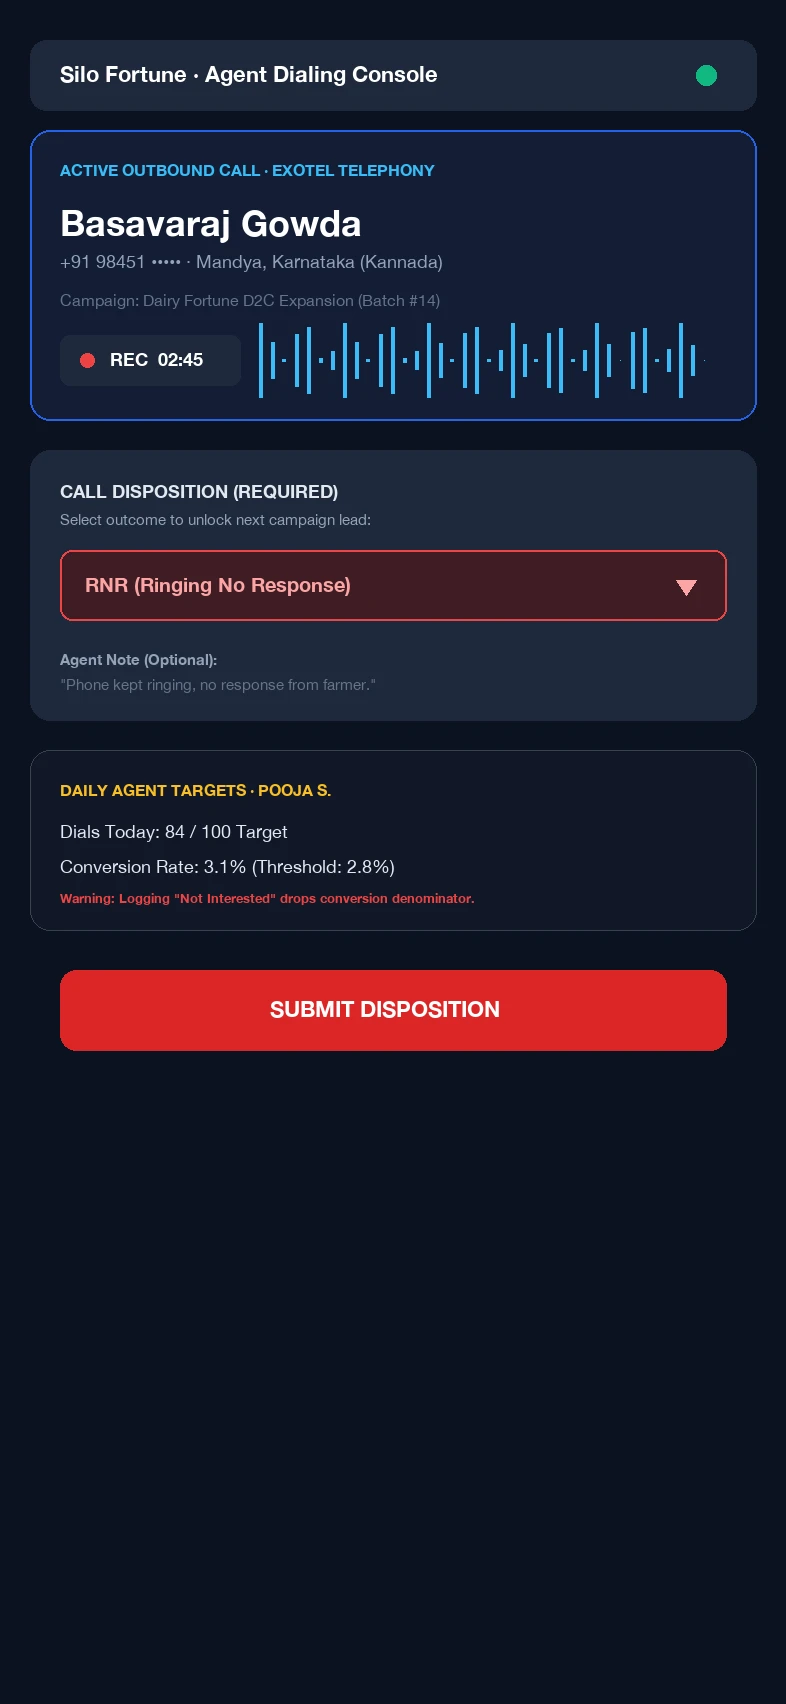 Silo Fortune · Agent Dialing Console
ACTIVE OUTBOUND CALL · EXOTEL TELEPHONY
Basavaraj Gowda
+91 98451 ••••• · Mandya, Karnataka (Kannada)
Campaign: Dairy Fortune D2C Expansion (Batch #14)
REC 02:45
CALL DISPOSITION (REQUIRED)
Select outcome to unlock next campaign lead:
RNR (Ringing No Response)
Agent Note (Optional):
"Phone kept ringing, no response from farmer."
DAILY AGENT TARGETS · POOJA S.
Dials Today: 84 / 100 Target
Conversion Rate: 3.1% (Threshold: 2.8%)
Warning: Logging "Not Interested" drops conversion denominator.
SUBMIT DISPOSITION